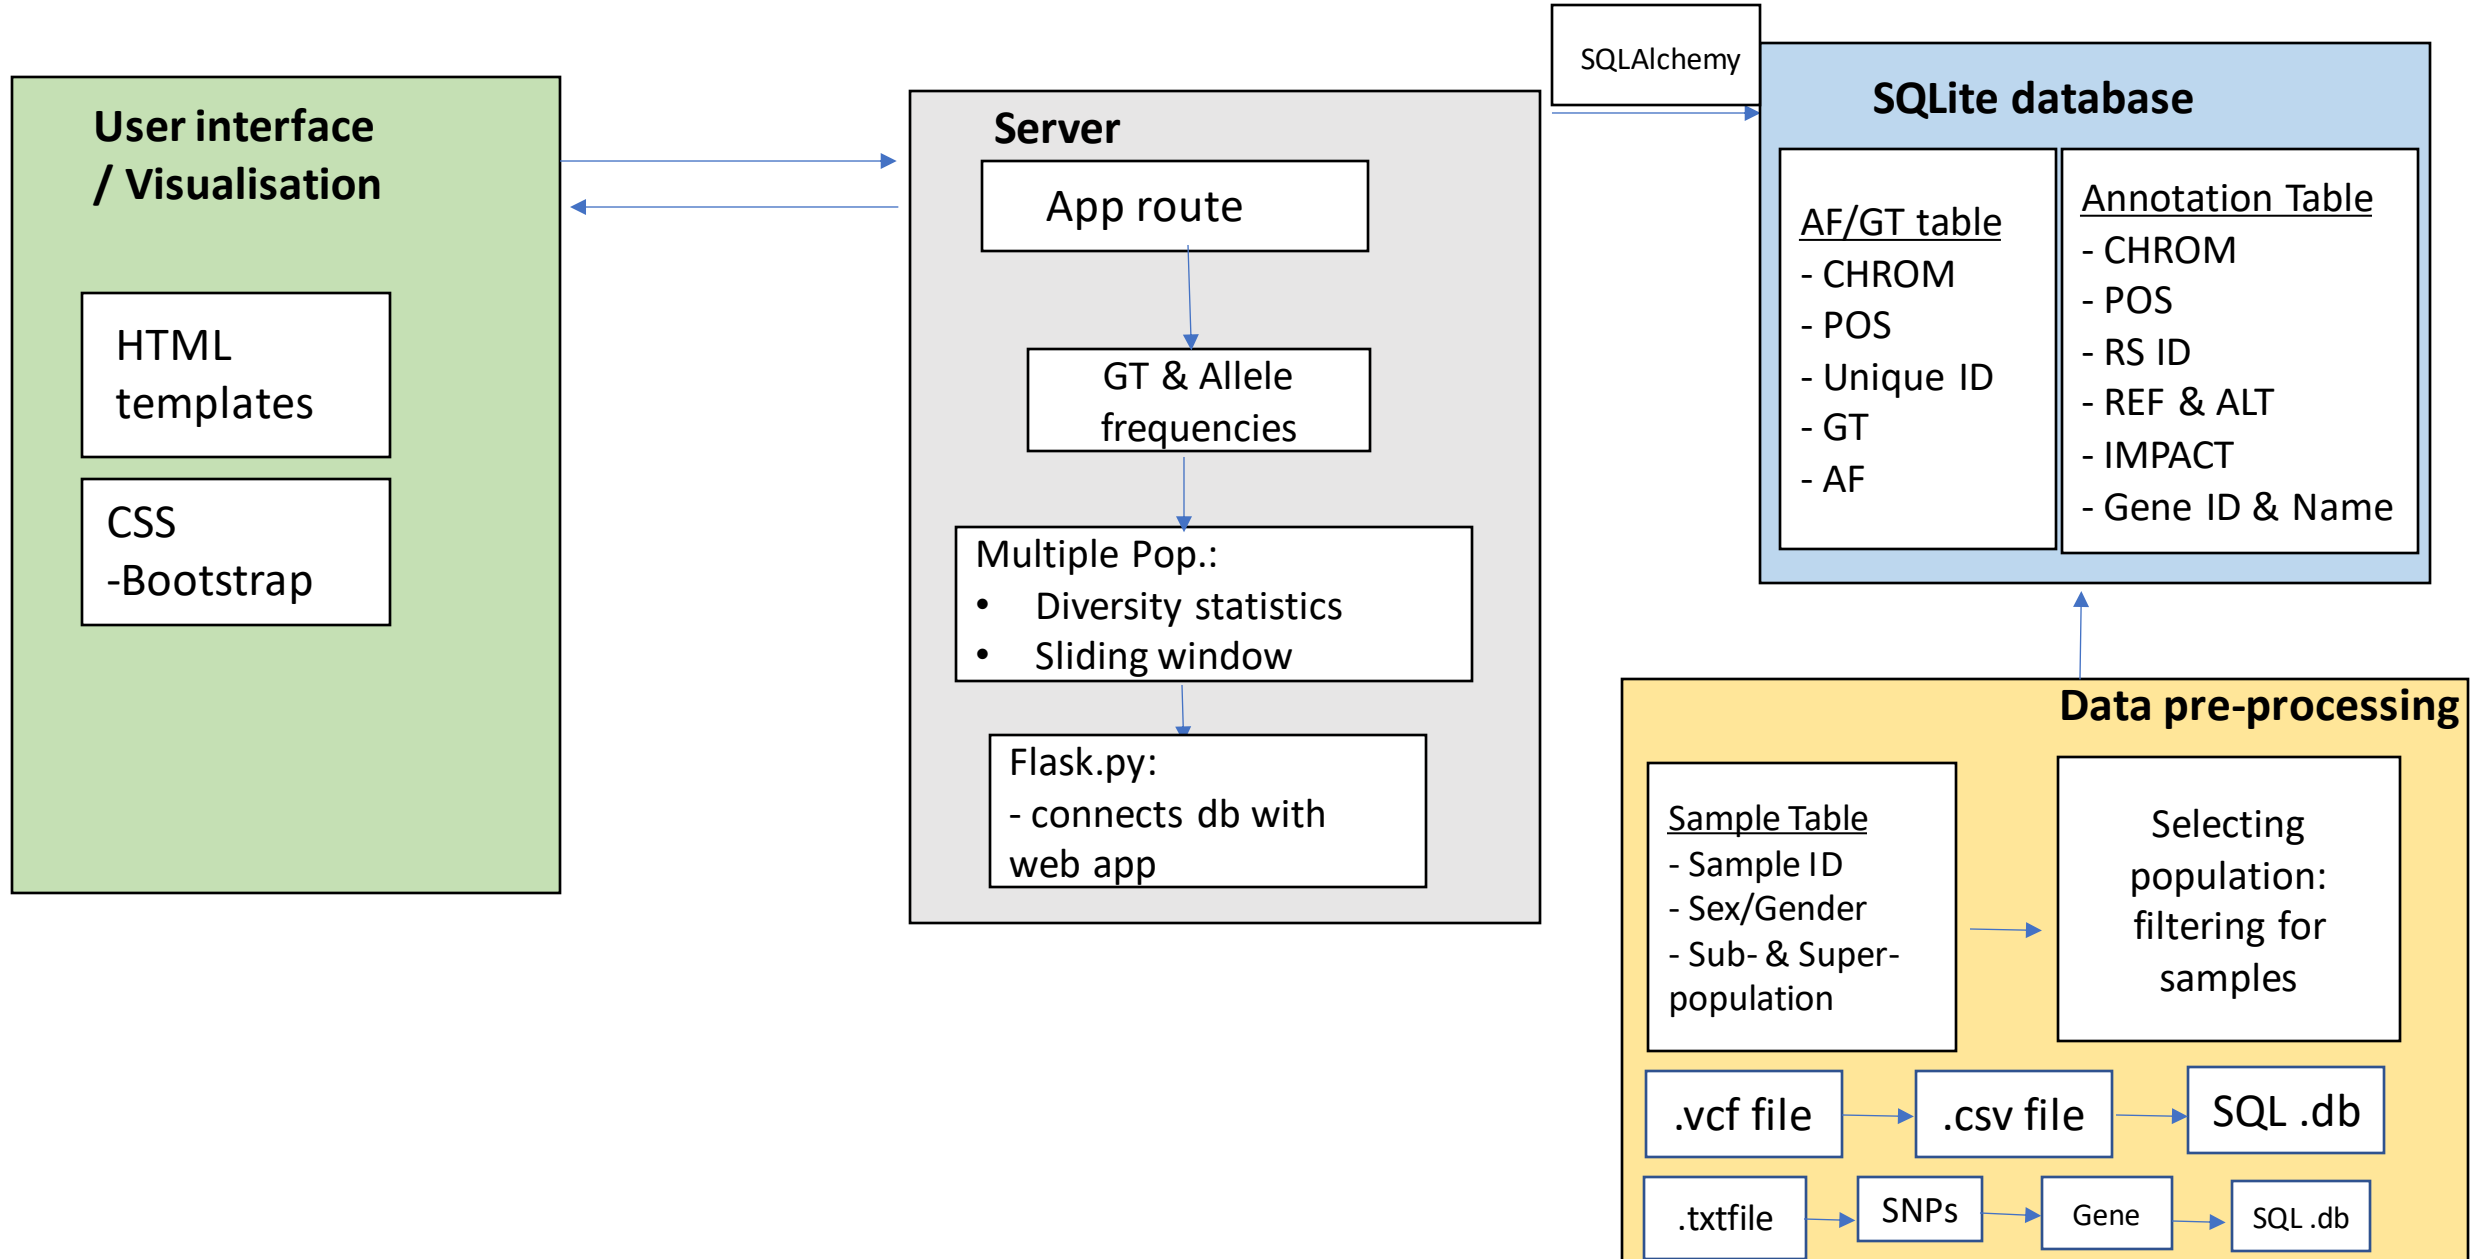 User interface
/ Visualisation
HTML
templates
CSS
-Bootstrap
Server
App route
GT & Allele
frequencies
Multiple Pop.:
• Diversity statistics
• Sliding window
Flask.py:
- connects db with
web app
SQLAlchemy
SQLite database
AF/GT table
- CHROM
- POS
- Unique ID
- GT
- AF
Annotation Table
- CHROM
- POS
- RS ID
- REF & ALT
- IMPACT
- Gene ID & Name
Data pre-processing
Sample Table
- Sample ID
- Sex/Gender
- Sub- & Super-
population
Selecting
population:
filtering for
samples
.vcf file
.csv file
SQL .db
.txtfile
SNPs
Gene
SQL .db